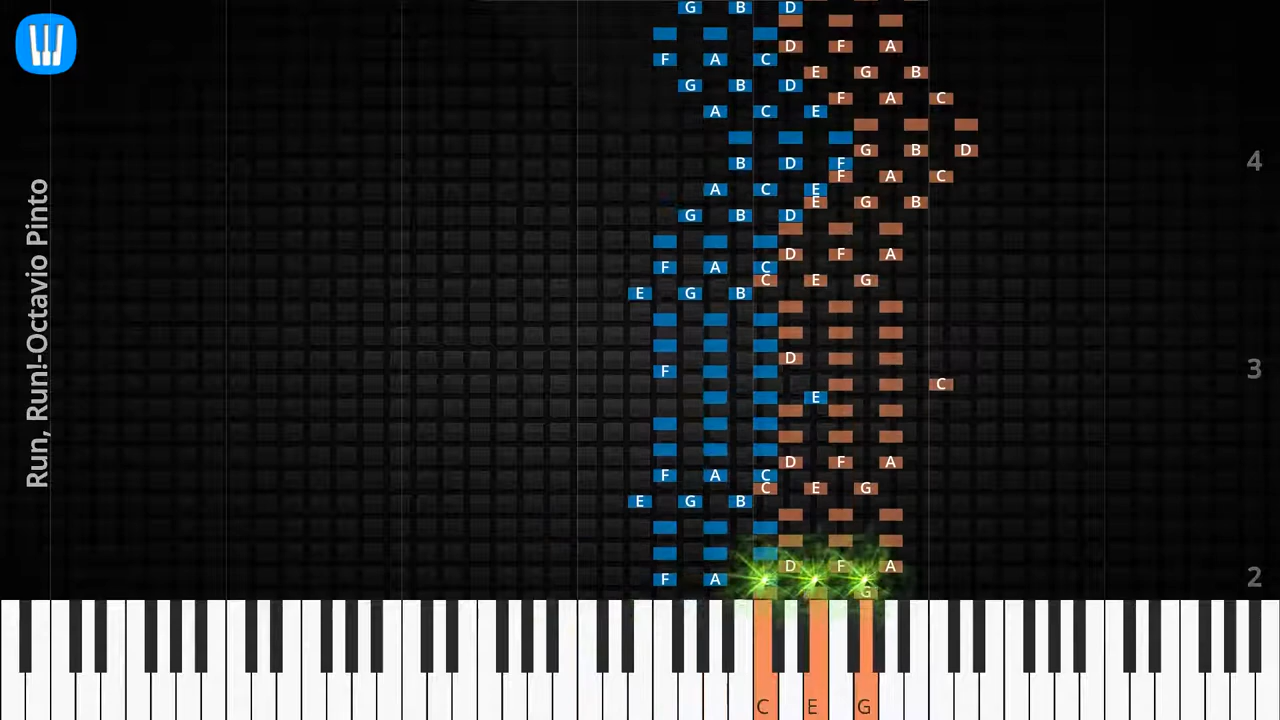 Run, Run!-Octavio Pinto
G B D
D F A
F A C
E G B
G B D
F A C
A C E
G B D
4
B D F
F A C
A C E
E G B
G B D
D F A
F A C
C E G
E G B
D
3
F
C
E
D F A
F A C
C E G
E G B
D F A
2
F A
G
C E G